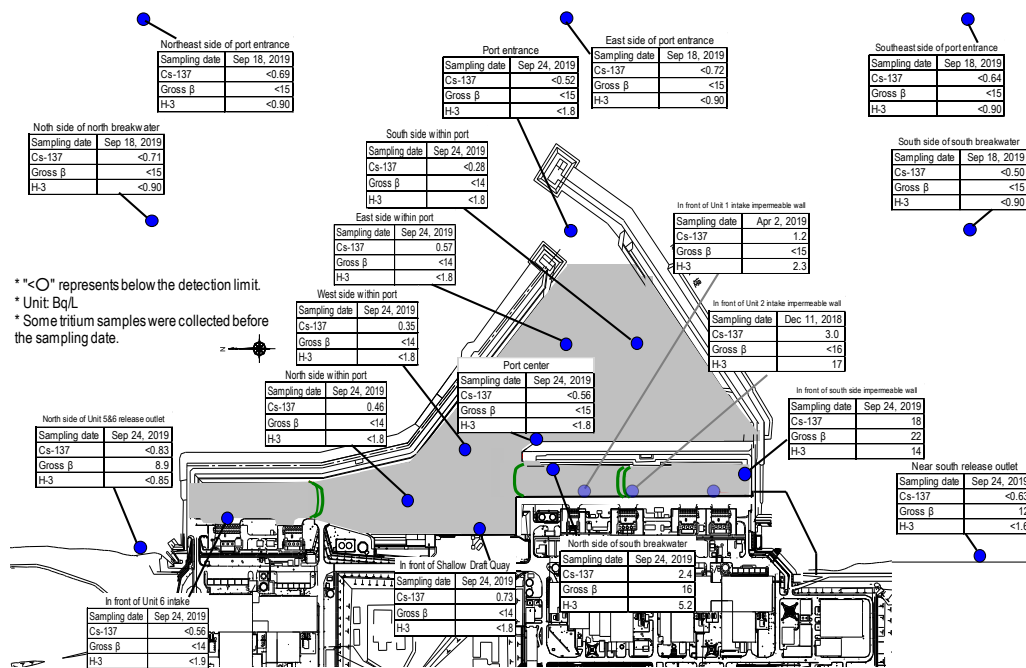 Northeast side of port entrance
Sampling date Sep 18, 2019
Cs-137 <0.69
Gross β <15
H-3 <0.90
Port entrance
Sampling date Sep 24, 2019
Cs-137 <0.52
Gross β <15
H-3 <1.8
East side of port entrance
Sampling date Sep 18, 2019
Cs-137 <0.72
Gross β <15
H-3 <0.90
Southeast side of port entrance
Sampling date Sep 18, 2019
Cs-137 <0.64
Gross β <15
H-3 <0.90
Noth side of north breakwater
Sampling date Sep 18, 2019
Cs-137 <0.71
Gross β <15
H-3 <0.90
South side within port
Sampling date Sep 24, 2019
Cs-137 <0.28
Gross β <14
H-3 <1.8
South side of south breakwater
Sampling date Sep 18, 2019
Cs-137 <0.50
Gross β <15
H-3 <0.90
East side within port
Sampling date Sep 24, 2019
Cs-137 0.57
Gross β <14
H-3 <1.8
In front of Unit 1 intake impermeable wall
Sampling date Apr 2, 2019
Cs-137 1.2
Gross β <15
H-3 2.3
* "<○" represents below the detection limit.
* Unit: Bq/L
* Some tritium samples were collected before
the sampling date.
N
West side within port
Sampling date Sep 24, 2019
Cs-137 0.35
Gross β <14
H-3 <1.8
In front of Unit 2 intake impermeable wall
Sampling date Dec 11, 2018
Cs-137 3.0
Gross β <16
H-3 17
Port center
Sampling date Sep 24, 2019
Cs-137 <0.56
Gross β <15
H-3 <1.8
North side within port
Sampling date Sep 24, 2019
Cs-137 0.46
Gross β <14
H-3 <1.8
In front of south side impermeable wall
Sampling date Sep 24, 2019
Cs-137 18
Gross β 22
H-3 14
North side of Unit 5&6 release outlet
Sampling date Sep 24, 2019
Cs-137 <0.83
Gross β 8.9
H-3 <0.85
Near south release outlet
Sampling date Sep 24, 2019
Cs-137 <0.63
Gross β 12
H-3 <1.6
North side of south breakwater
Sampling date Sep 24, 2019
Cs-137 2.4
Gross β 16
H-3 5.2
In front of Shallow Draft Quay
Sampling date Sep 24, 2019
Cs-137 0.73
Gross β <14
H-3 <1.8
In front of Unit 6 intake
Sampling date Sep 24, 2019
Cs-137 <0.56
Gross β <14
H-3 <1.9